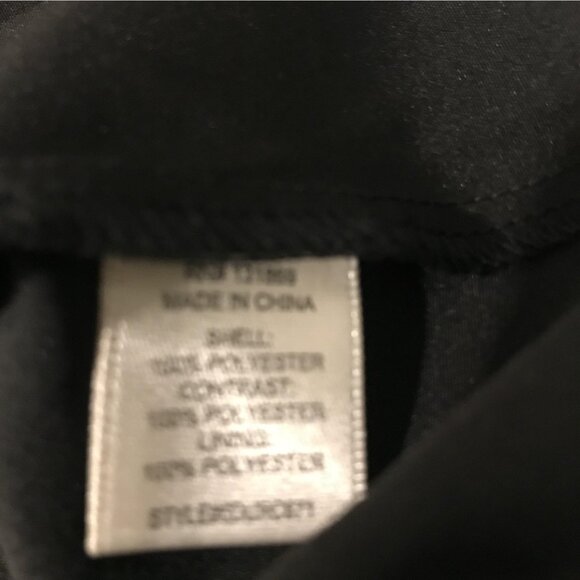 MADE IN CHINA
SHELL:
100% POLYESTER
CONTRAST:
100% POLYESTER
LINING:
100% POLYESTER